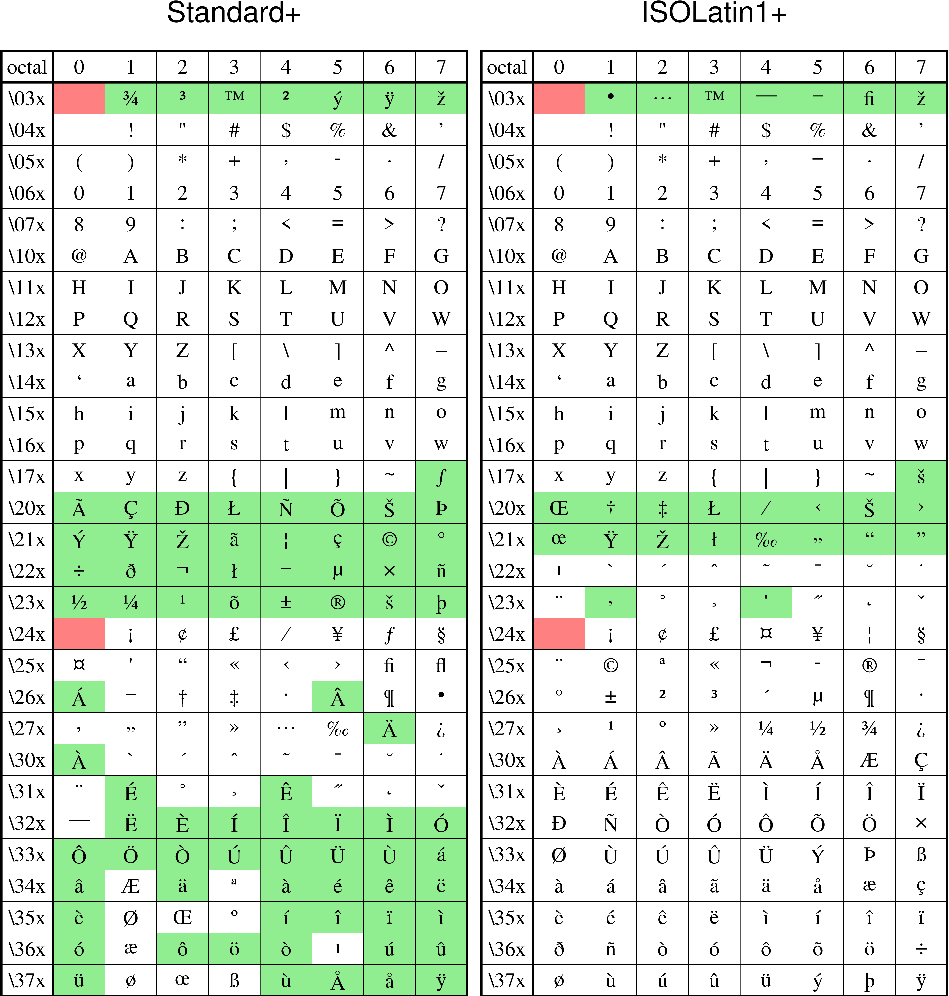 Standard+
octal 0 1 2 3 4 5 6 7
\03x ¾ ³ ™ ² ý ÿ ž
\04x ! " # $ % & ’
\05x ( ) * + , - . /
\06x 0 1 2 3 4 5 6 7
\07x 8 9 : ; < = > ?
\10x @ A B C D E F G
\11x H I J K L M N O
\12x P Q R S T U V W
\13x X Y Z [ \ ] ^ _
\14x ‘ a b c d e f g
\15x h i j k l m n o
\16x p q r s t u v w
\17x x y z { | } ~ ƒ
\20x Ã Ç Đ Ł Ñ Õ Š Þ
\21x Ý Ÿ Ž ã ¦ ç © °
\22x ÷ ð ¬ ł − µ × ñ
\23x ½ ¼ ¹ õ ± ® š þ
\24x ¡ ¢ £ ⁄ ¥ ƒ §
\25x ¤ ' “ « ‹ › fi fl
\26x Á – † ‡ · Â ¶ •
\27x ‚ „ ” » … ‰ Ä ¿
\30x À ` ´ ˆ ˜ ¯ ˘ ˙
\31x ¨ É ˚ ¸ Ê ˝ ˛ ˇ
\32x — Ë È Í Î Ï Ì Ó
\33x Ô Ö Ò Ú Û Ü Ù á
\34x â Æ ä ª à é ê ë
\35x è Ø Œ º í î ï ì
\36x ó æ ô ö ò ı ú û
\37x ü ø œ ß ù Å å ÿ
ISOLatin1+
octal 0 1 2 3 4 5 6 7
\03x • … ™ — – fi ž
\04x ! " # $ % & ’
\05x ( ) * + , − . /
\06x 0 1 2 3 4 5 6 7
\07x 8 9 : ; < = > ?
\10x @ A B C D E F G
\11x H I J K L M N O
\12x P Q R S T U V W
\13x X Y Z [ \ ] ^ _
\14x ‘ a b c d e f g
\15x h i j k l m n o
\16x p q r s t u v w
\17x x y z { | } ~ š
\20x Œ † ‡ Ł ⁄ ‹ Š ›
\21x œ Ÿ Ž ł ‰ „ “ ”
\22x ı ` ´ ˆ ˜ ¯ ˘ ˙
\23x ¨ ‚ ˚ ¸ ' ˝ ˛ ˇ
\24x ¡ ¢ £ ¤ ¥ ¦ §
\25x ¨ © ª « ¬ - ® ¯
\26x ° ± ² ³ ´ µ ¶ ·
\27x ¸ ¹ º » ¼ ½ ¾ ¿
\30x À Á Â Ã Ä Å Æ Ç
\31x È É Ê Ë Ì Í Î Ï
\32x Đ Ñ Ò Ó Ô Õ Ö ×
\33x Ø Ù Ú Û Ü Ý Þ ß
\34x à á â ã ä å æ ç
\35x è é ê ë ì í î ï
\36x ð ñ ò ó ô õ ö ÷
\37x ø ù ú û ü ý þ ÿ